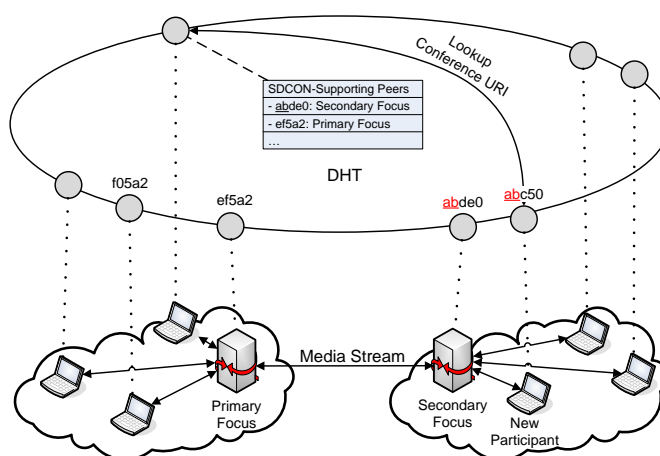 Lookup
Conference URI
SDCON-Supporting Peers
- abde0: Secondary Focus
- ef5a2: Primary Focus
...
DHT
f05a2
ef5a2
abde0
abc50
Media Stream
Primary
Focus
Secondary
Focus
New
Participant